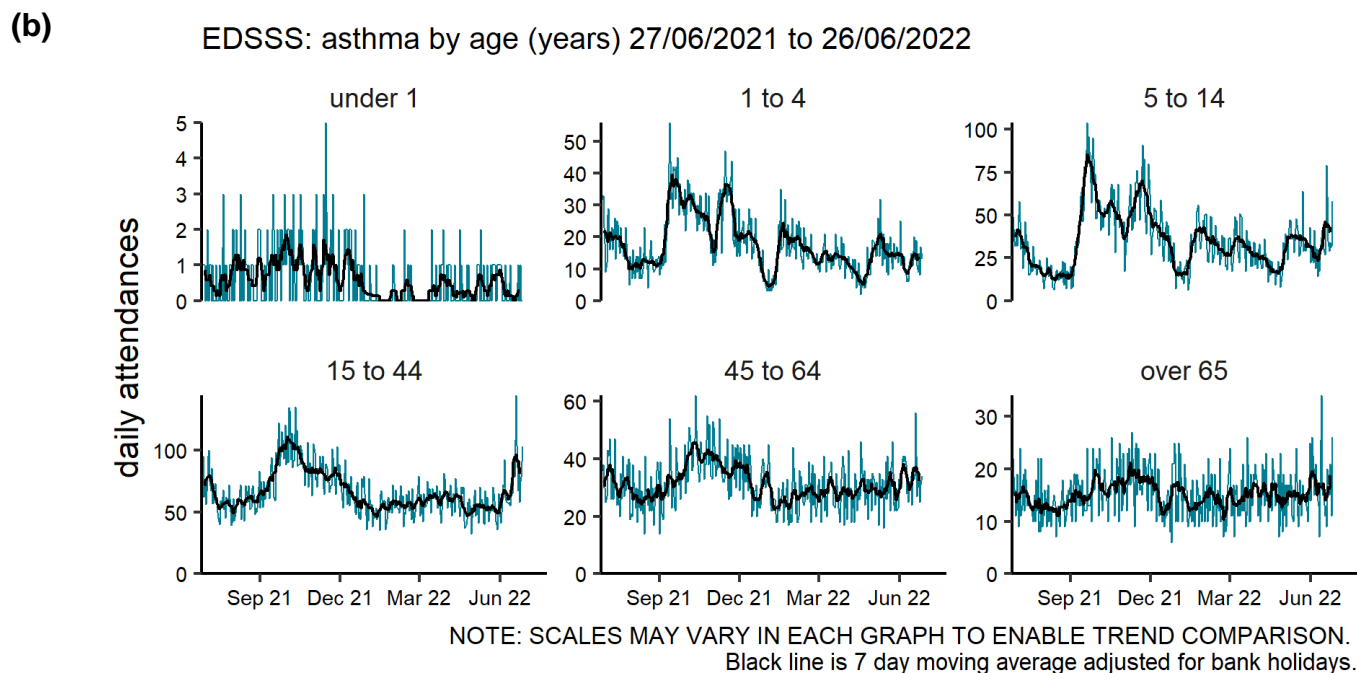 (b)
EDSSS: asthma by age (years) 27/06/2021 to 26/06/2022
under 1
1 to 4
5 to 14
5
4
3
2
1
0
50
40
30
20
10
0
100
75
50
25
0
daily attendances
15 to 44
45 to 64
over 65
100
50
0
60
40
20
0
30
20
10
0
Sep 21 Dec 21 Mar 22 Jun 22
Sep 21 Dec 21 Mar 22 Jun 22
Sep 21 Dec 21 Mar 22 Jun 22
NOTE: SCALES MAY VARY IN EACH GRAPH TO ENABLE TREND COMPARISON.
Black line is 7 day moving average adjusted for bank holidays.